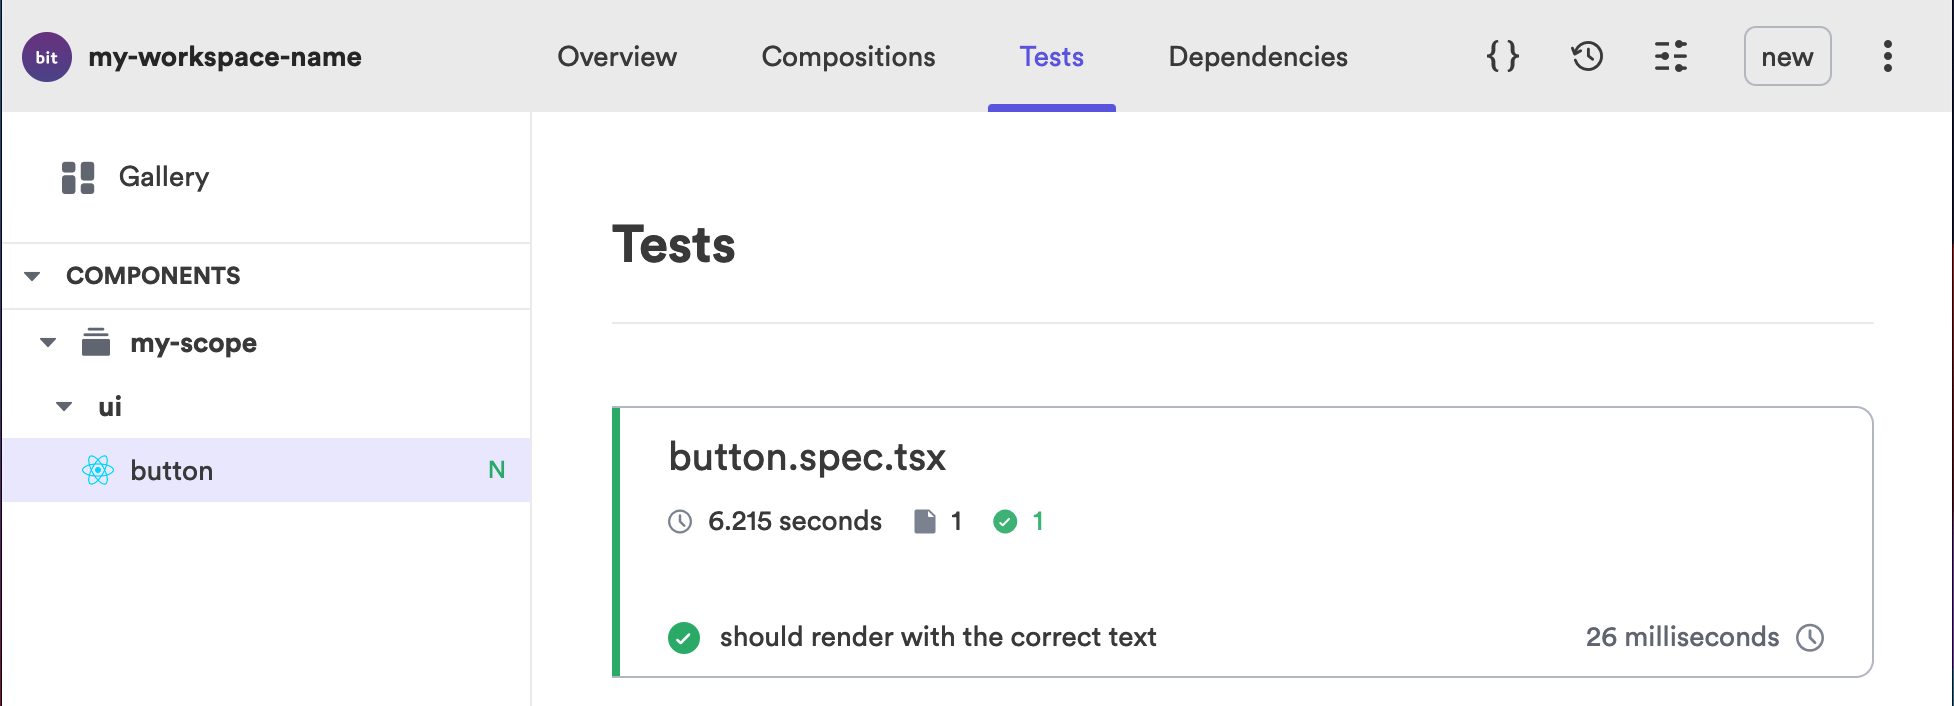 bit my-workspace-name Overview Compositions Tests Dependencies {} new
Gallery
COMPONENTS
my-scope
ui
button N
Tests
button.spec.tsx
6.215 seconds 1 1
should render with the correct text 26 milliseconds